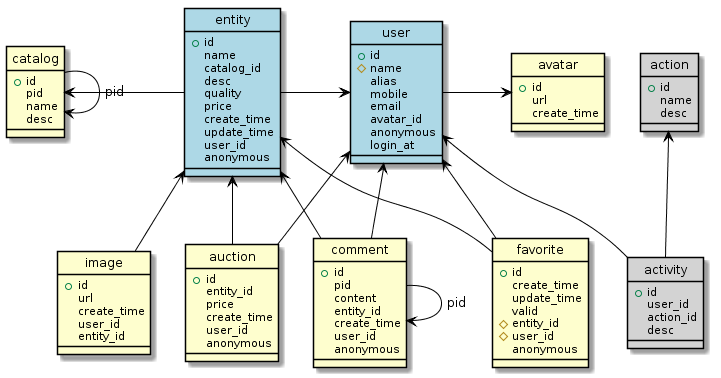 catalog
id
pid
name
desc
pid
entity
id
name
catalog_id
desc
quality
price
create_time
update_time
user_id
anonymous
user
id
name
alias
mobile
email
avatar_id
anonymous
login_at
avatar
id
url
create_time
action
id
name
desc
image
id
url
create_time
user_id
entity_id
auction
id
entity_id
price
create_time
user_id
anonymous
comment
id
pid
content
entity_id
create_time
user_id
anonymous
pid
favorite
id
create_time
update_time
valid
entity_id
user_id
anonymous
activity
id
user_id
action_id
desc